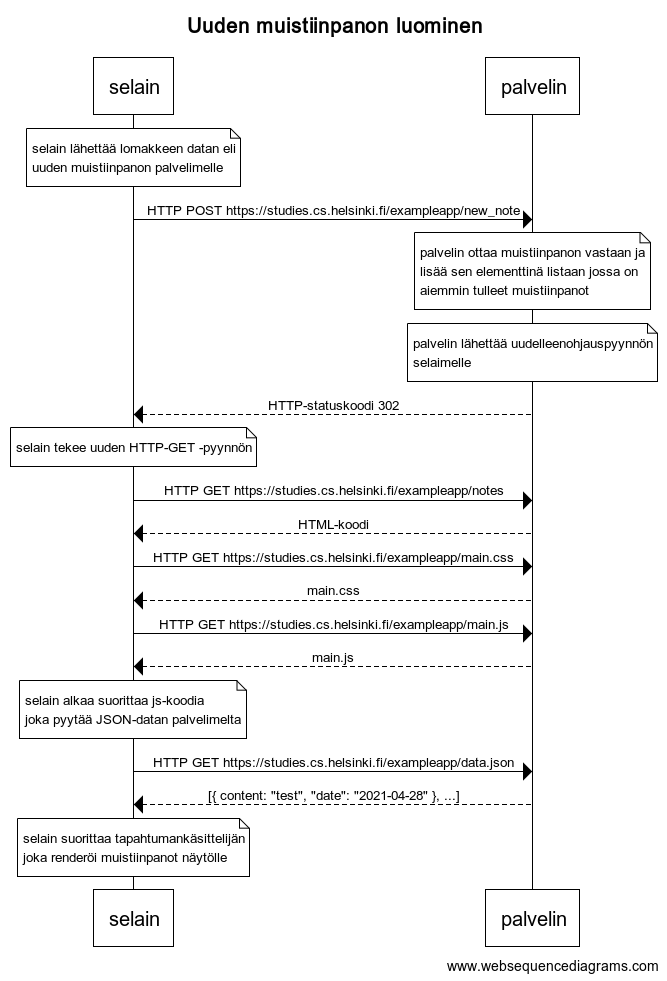 Uuden muistiinpanon luominen
selain
palvelin
selain lähettää lomakkeen datan eli
uuden muistiinpanon palvelimelle
HTTP POST https://studies.cs.helsinki.fi/exampleapp/new_note
palvelin ottaa muistiinpanon vastaan ja
lisää sen elementtinä listaan jossa on
aiemmin tulleet muistiinpanot
palvelin lähettää uudelleenohjauspyynnön
selaimelle
HTTP-statuskoodi 302
selain tekee uuden HTTP-GET -pyynnön
HTTP GET https://studies.cs.helsinki.fi/exampleapp/notes
HTML-koodi
HTTP GET https://studies.cs.helsinki.fi/exampleapp/main.css
main.css
HTTP GET https://studies.cs.helsinki.fi/exampleapp/main.js
main.js
selain alkaa suorittaa js-koodia
joka pyytää JSON-datan palvelimelta
HTTP GET https://studies.cs.helsinki.fi/exampleapp/data.json
[{ content: "test", "date": "2021-04-28" }, ...]
selain suorittaa tapahtumankäsittelijän
joka renderöi muistiinpanot näytölle
selain
palvelin
www.websequencediagrams.com